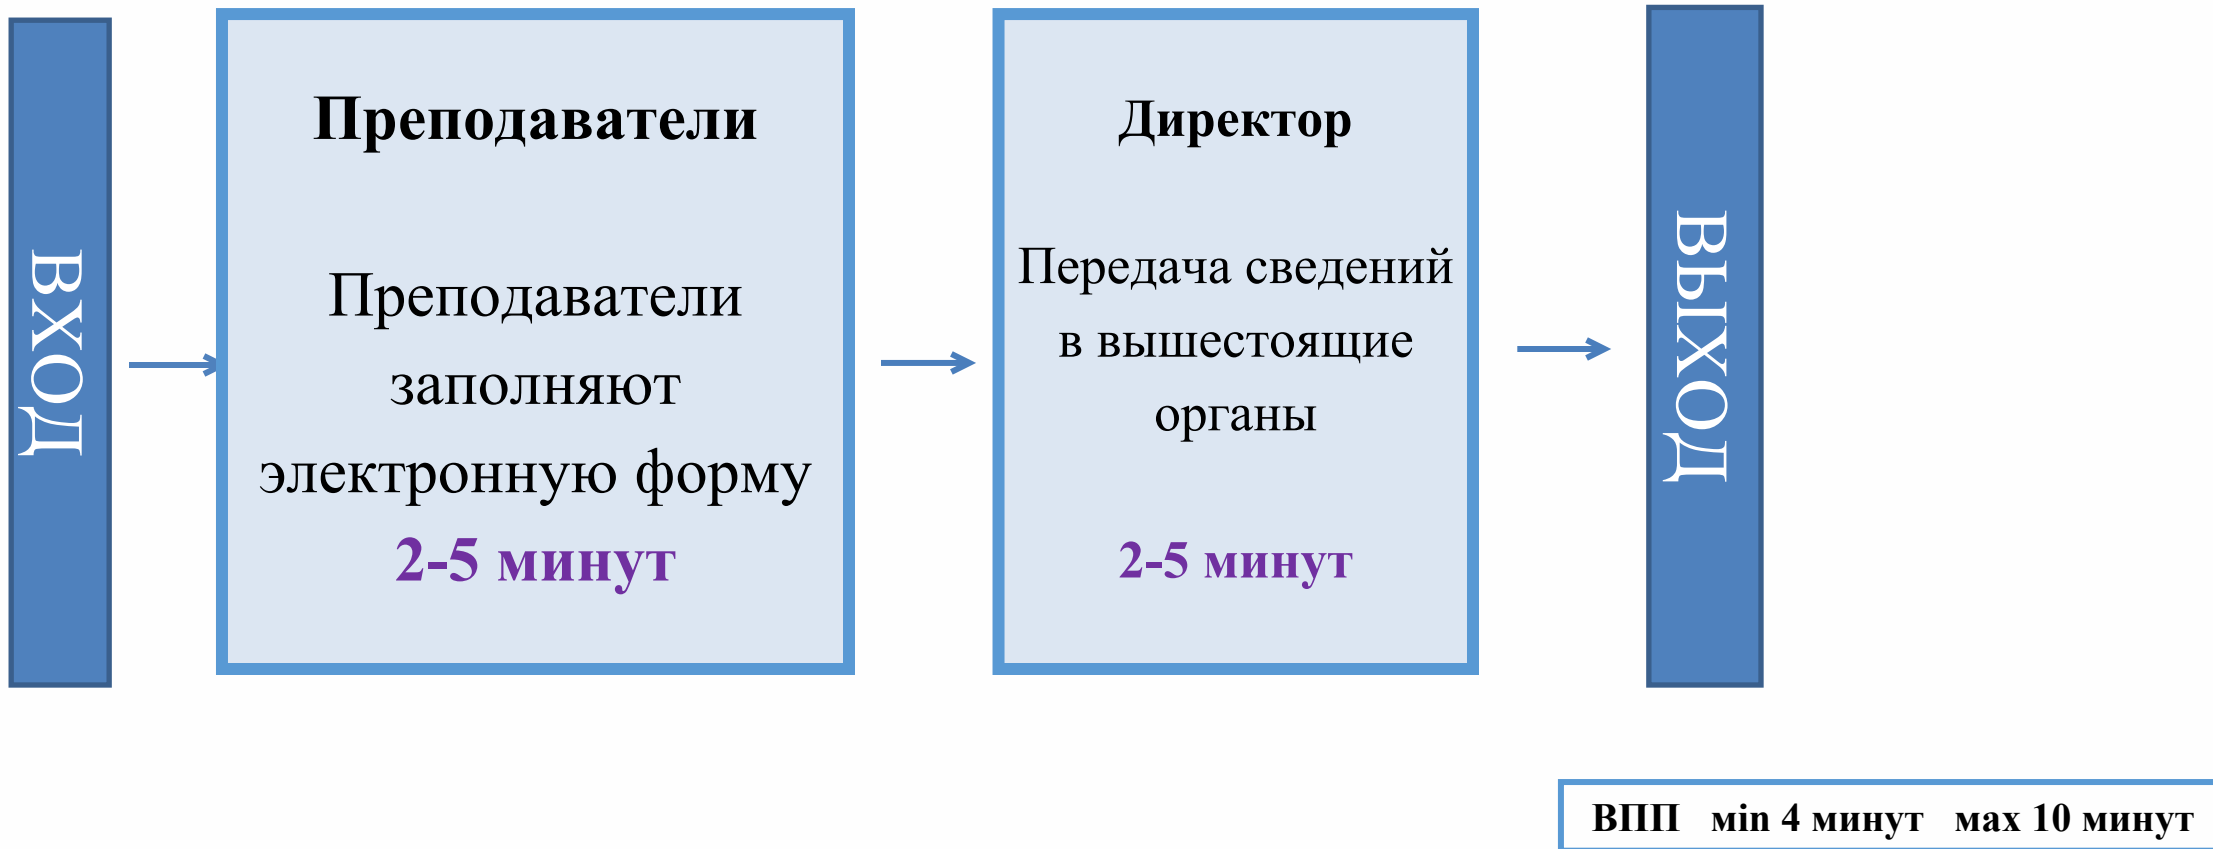 ВХОД
Преподаватели
Преподаватели
заполняют
электронную форму
2-5 минут
Директор
Передача сведений
в вышестоящие
органы
2-5 минут
ВЫХОД
ВПП мin 4 минут мах 10 минут